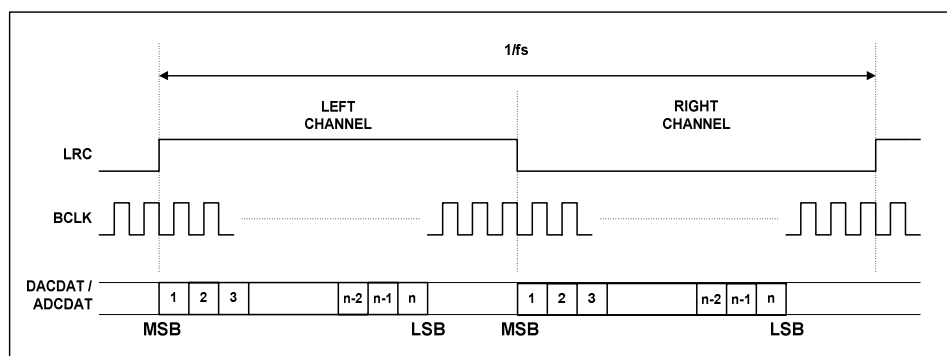 1/fs
LEFT
CHANNEL
RIGHT
CHANNEL
LRC
BCLK
DACDAT /
ADCDAT
1 2 3 n-2 n-1 n 1 2 3 n-2 n-1 n
MSB LSB MSB LSB